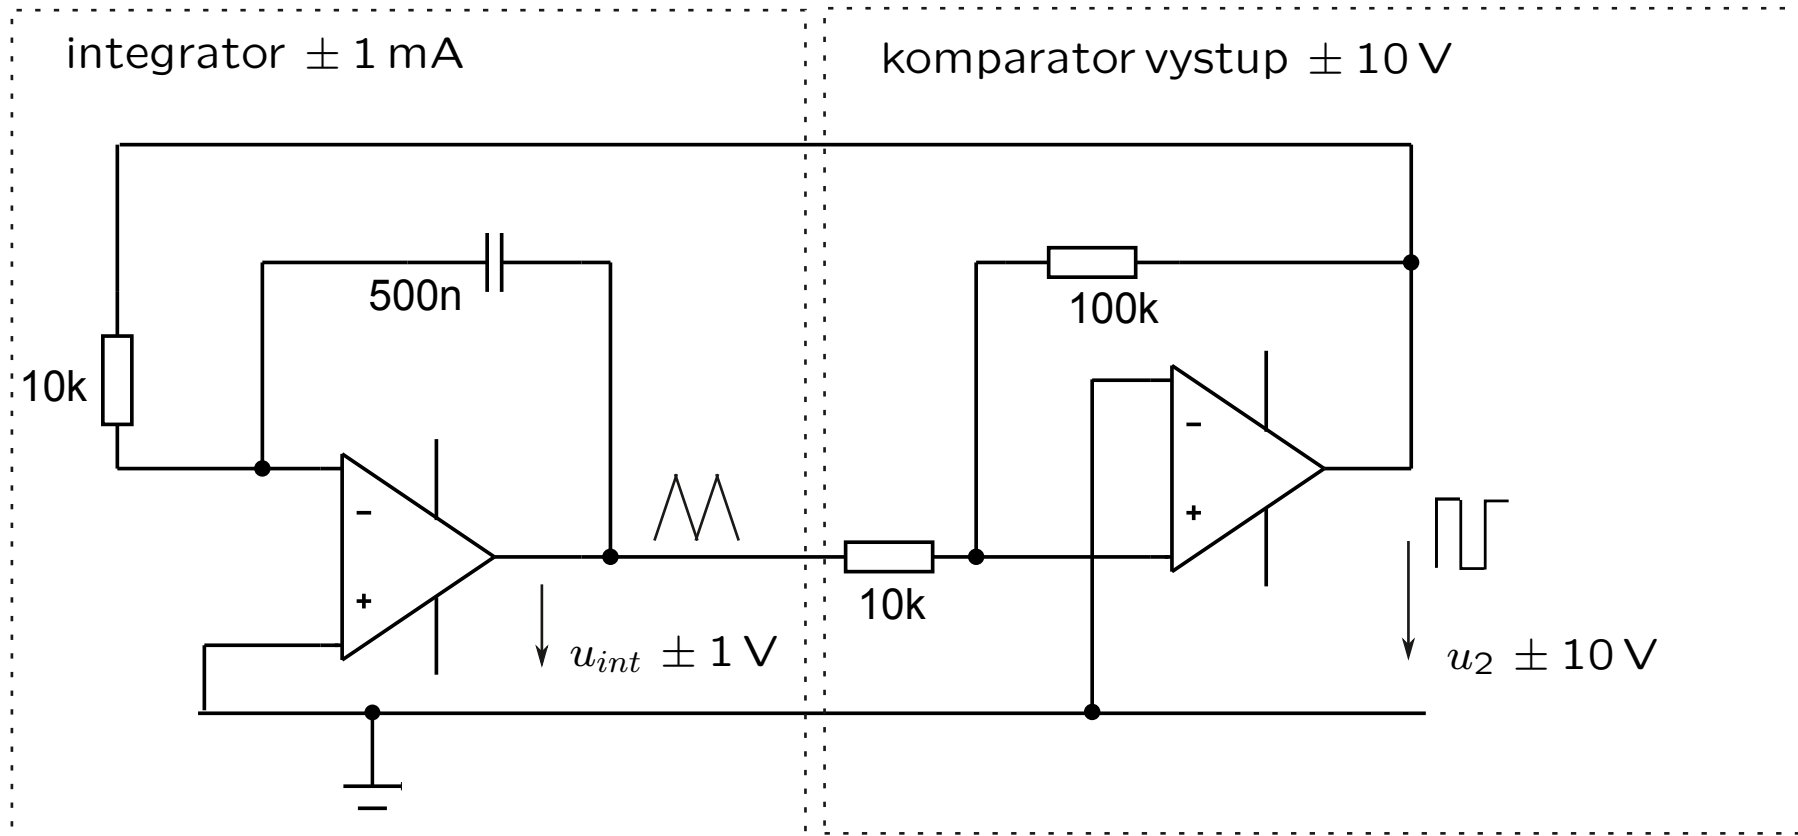 integrator ± 1 mA
komparator vystup ± 10 V
500n
100k
10k
−
+
−
+
10k
u_int ± 1 V
u_2 ± 10 V